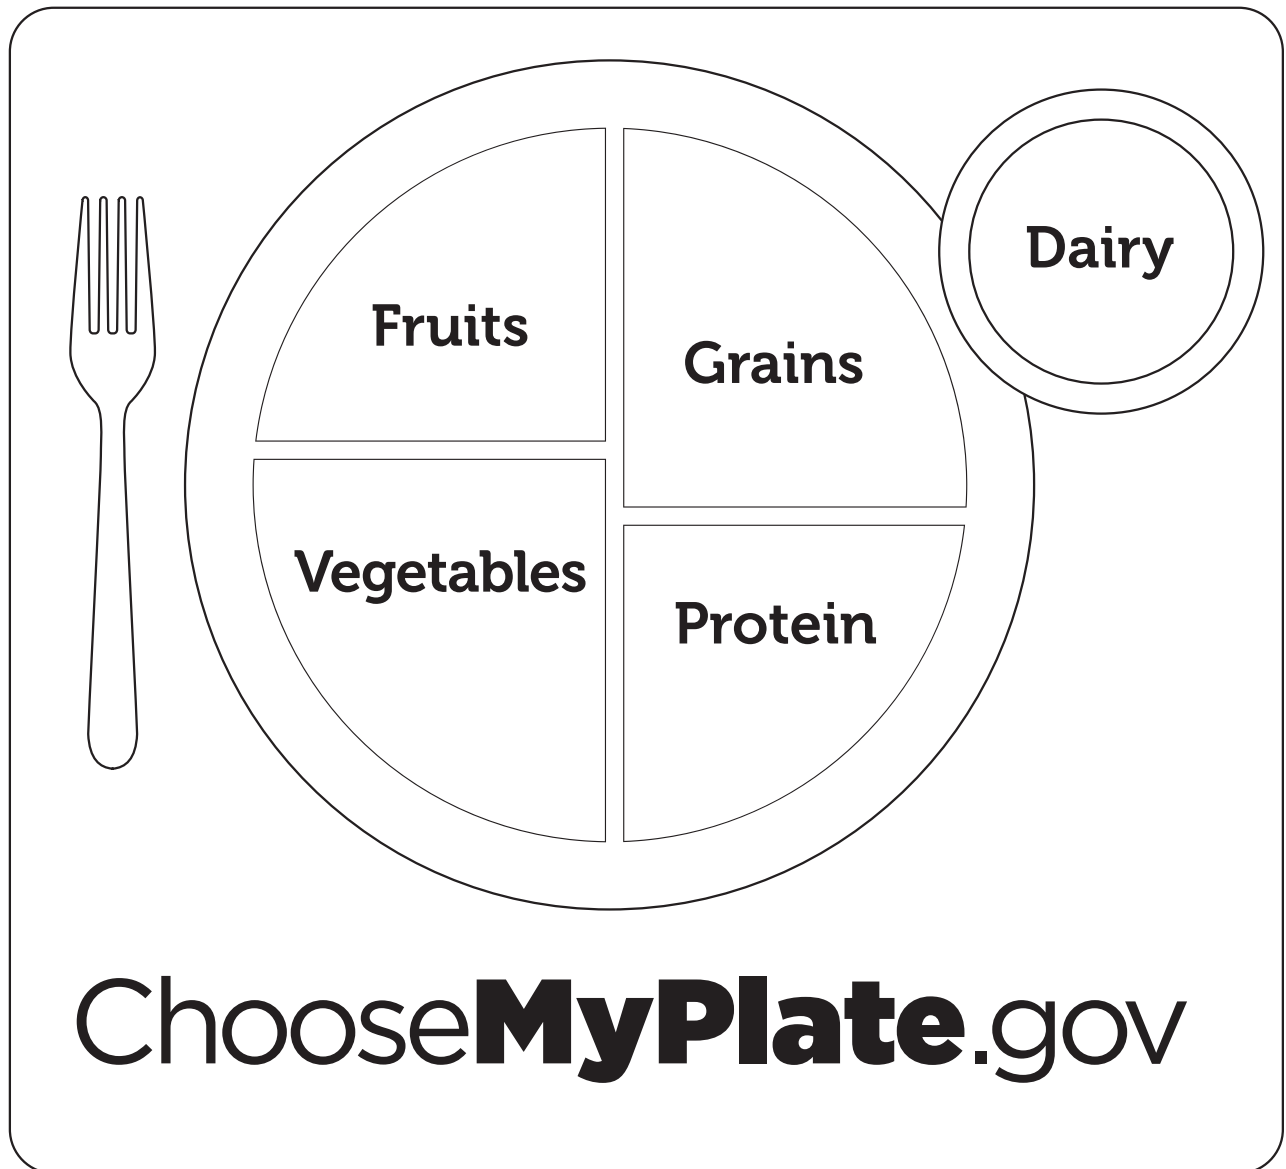 Dairy
Fruits
Grains
Vegetables
Protein
ChooseMyPlate.gov